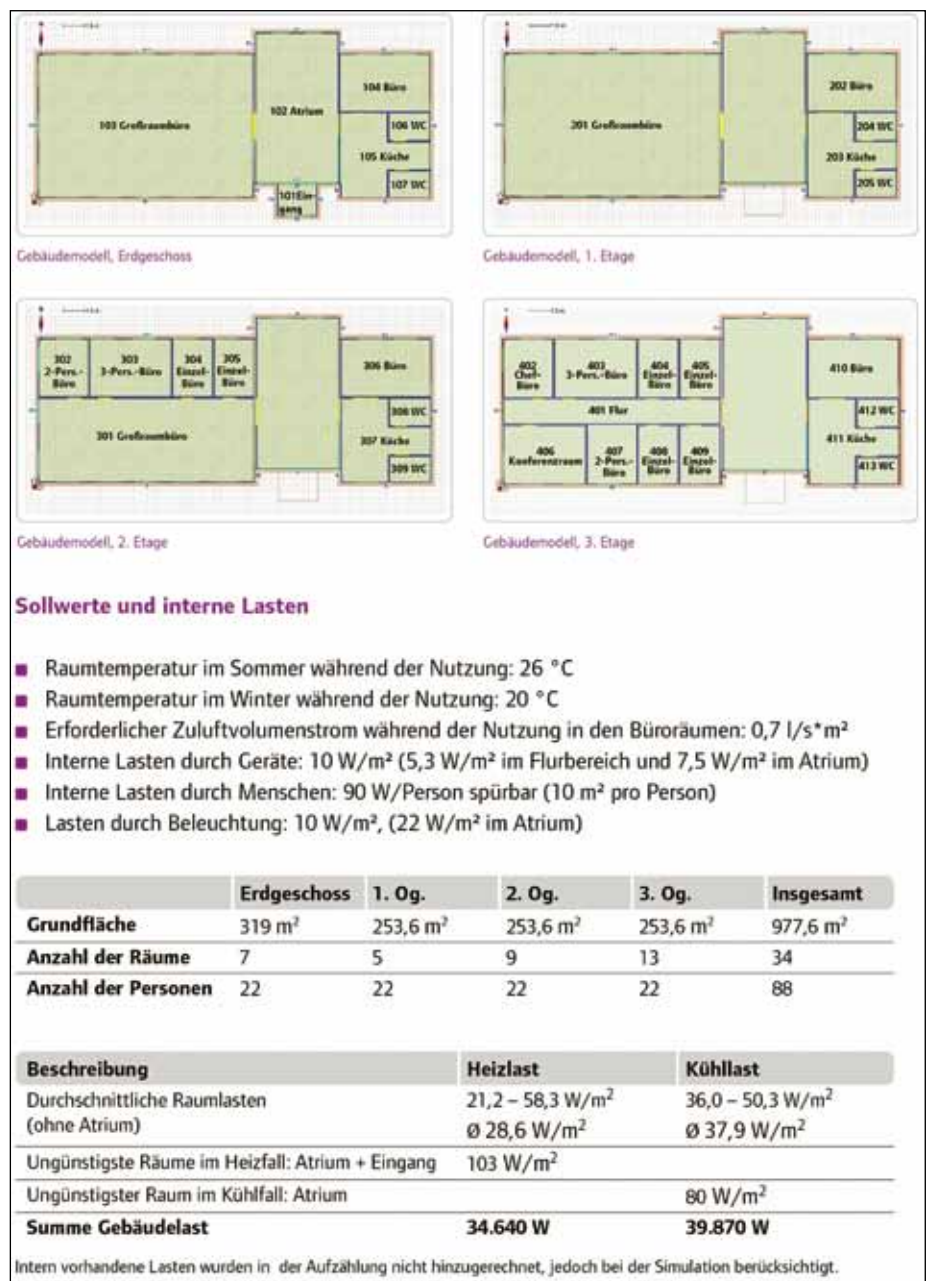 103 Großraumbüro
102 Atrium
104 Büro
106 WC
105 Küche
107 WC
101 Ein-
gang
Gebäudemodell, Erdgeschoss
201 Großraumbüro
202 Büro
204 WC
203 Küche
205 WC
Gebäudemodell, 1. Etage
302
2-Pers.-
Büro
303
3-Pers.-Büro
304
Einzel-
Büro
305
Einzel-
Büro
306 Büro
301 Großraumbüro
308 WC
307 Küche
309 WC
Gebäudemodell, 2. Etage
402
Chef-
Büro
403
3-Pers.-Büro
404
Einzel-
Büro
405
Einzel-
Büro
410 Büro
401 Flur
412 WC
411 Küche
413 WC
406
Konferenzraum
407
2-Pers.-
Büro
408
Einzel-
Büro
409
Einzel-
Büro
Gebäudemodell, 3. Etage
Sollwerte und interne Lasten
Raumtemperatur im Sommer während der Nutzung: 26 °C
Raumtemperatur im Winter während der Nutzung: 20 °C
Erforderlicher Zuluftvolumenstrom während der Nutzung in den Büroräumen: 0,7 l/s*m²
Interne Lasten durch Geräte: 10 W/m² (5,3 W/m² im Flurbereich und 7,5 W/m² im Atrium)
Interne Lasten durch Menschen: 90 W/Person spürbar (10 m² pro Person)
Lasten durch Beleuchtung: 10 W/m², (22 W/m² im Atrium)
Erdgeschoss 1. Og. 2. Og. 3. Og. Insgesamt
Grundfläche 319 m² 253,6 m² 253,6 m² 253,6 m² 977,6 m²
Anzahl der Räume 7 5 9 13 34
Anzahl der Personen 22 22 22 22 88
Beschreibung Heizlast Kühllast
Durchschnittliche Raumlasten 21,2 – 58,3 W/m² 36,0 – 50,3 W/m²
(ohne Atrium) Ø 28,6 W/m² Ø 37,9 W/m²
Ungünstigste Räume im Heizfall: Atrium + Eingang 103 W/m²
Ungünstigster Raum im Kühlfall: Atrium 80 W/m²
Summe Gebäudelast 34.640 W 39.870 W
Intern vorhandene Lasten wurden in der Aufzählung nicht hinzugerechnet, jedoch bei der Simulation berücksichtigt.